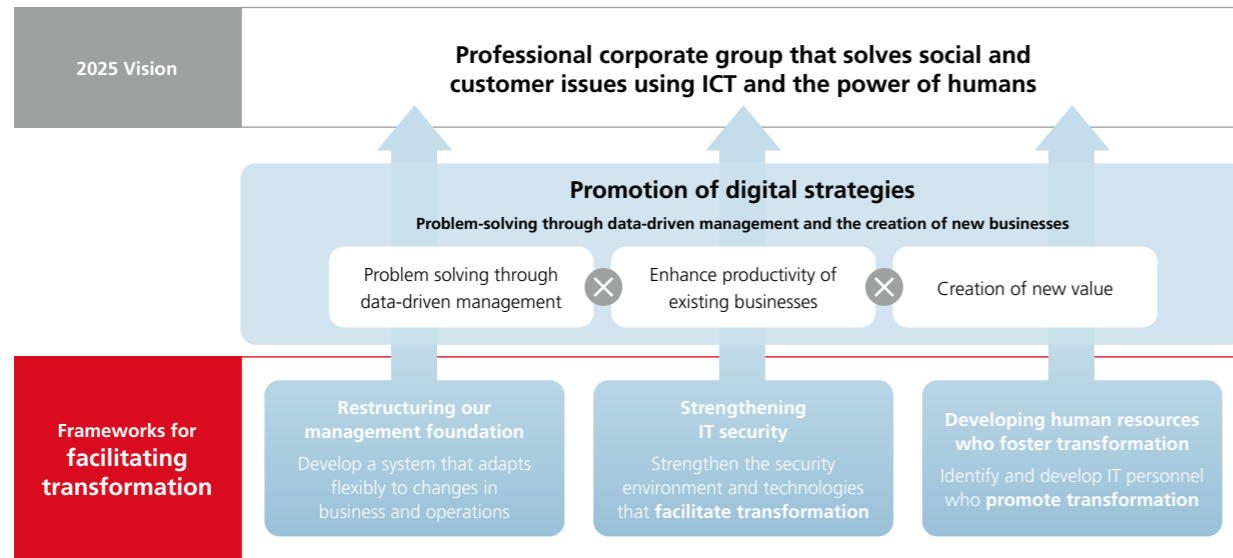 2025 Vision
Professional corporate group that solves social and
customer issues using ICT and the power of humans
Promotion of digital strategies
Problem-solving through data-driven management and the creation of new businesses
Problem solving through
data-driven management
Enhance productivity of
existing businesses
Creation of new value
Frameworks for
facilitating
transformation
Restructuring our
management foundation
Develop a system that adapts
flexibly to changes in
business and operations
Strengthening
IT security
Strengthen the security
environment and technologies
that facilitate transformation
Developing human resources
who foster transformation
Identify and develop IT personnel
who promote transformation